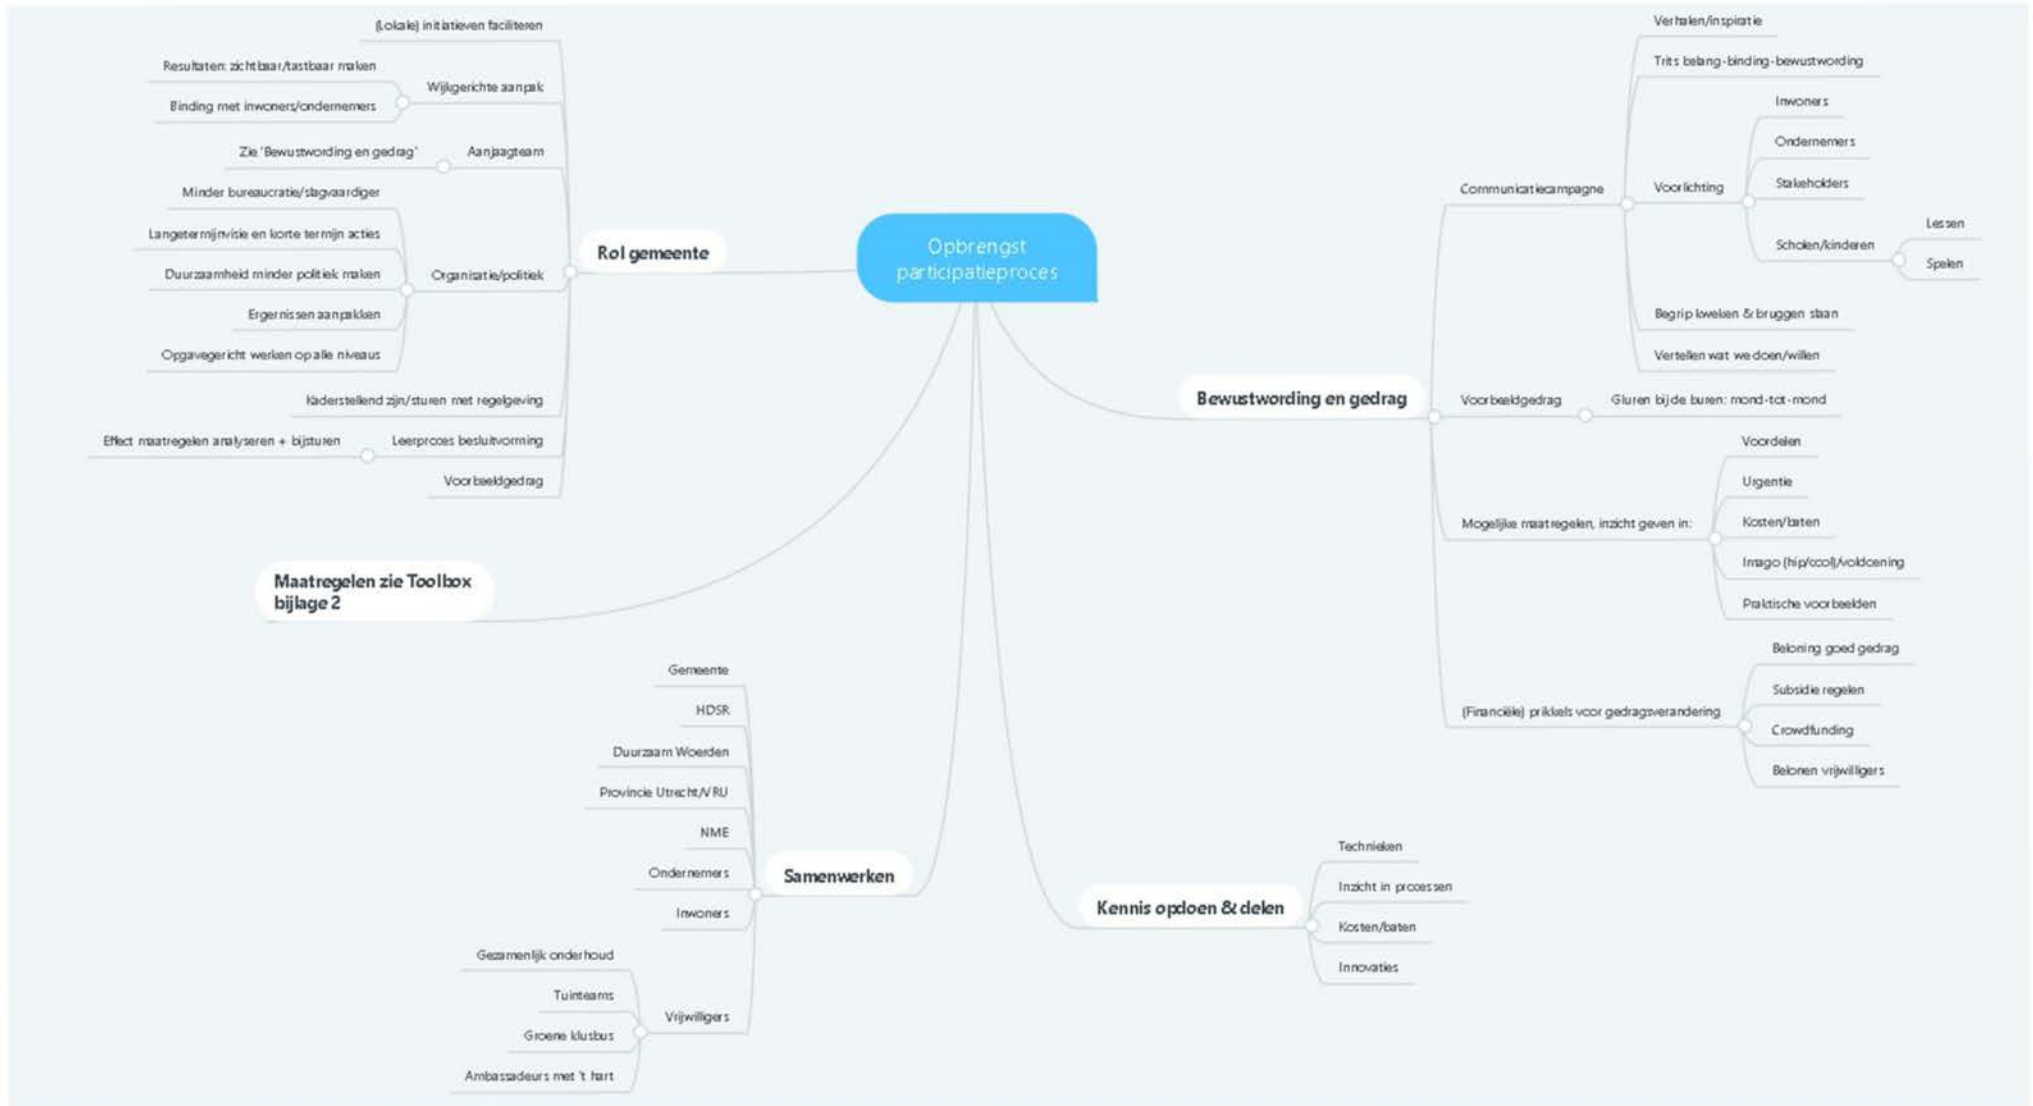 Opbrengst
participatieproces
Rol gemeente
(Lokale) initiatieven faciliteren
Wijkgerichte aanpak
Resultaten: zichtbaar/tastbaar maken
Binding met inwoners/ondernemers
Aanjaagteam
Zie 'Bewustwording en gedrag'
Organisatie/politiek
Minder bureaucratie/slagvaardiger
Langetermijnvisie en korte termijn acties
Duurzaamheid minder politiek maken
Ergernissen aanpakken
Opgavegericht werken op alle niveaus
Kaderstellend zijn/sturen met regelgeving
Leerproces besluitvorming
Effect maatregelen analyseren + bijsturen
Voorbeeldgedrag
Maatregelen zie Toolbox
bijlage 2
Samenwerken
Gemeente
HDSR
Duurzaam Woerden
Provincie Utrecht/VRU
NME
Ondernemers
Inwoners
Vrijwilligers
Gezamenlijk onderhoud
Tuinteams
Groene klusbus
Ambassadeurs met 't hart
Bewustwording en gedrag
Communicatiecampagne
Verhalen/inspiratie
Trits belang-binding-bewustwording
Voorlichting
Inwoners
Ondernemers
Stakeholders
Scholen/kinderen
Lessen
Spelen
Begrip kweken & bruggen slaan
Vertellen wat we doen/willen
Voorbeeldgedrag
Gluren bij de buren: mond-tot-mond
Mogelijke maatregelen, inzicht geven in:
Voordelen
Urgentie
Kosten/baten
Imago (hip/cool)/voldoening
Praktische voorbeelden
(Financiële) prikkels voor gedragsverandering
Beloning goed gedrag
Subsidie regelen
Crowdfunding
Belonen vrijwilligers
Kennis opdoen & delen
Technieken
Inzicht in processen
Kosten/baten
Innovaties